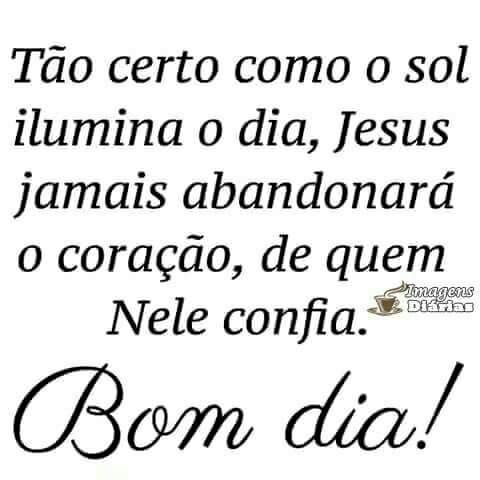 Tão certo como o sol
ilumina o dia, Jesus
jamais abandonará
o coração, de quem
Nele confia.
Imagens
Diárias
Bom dia!